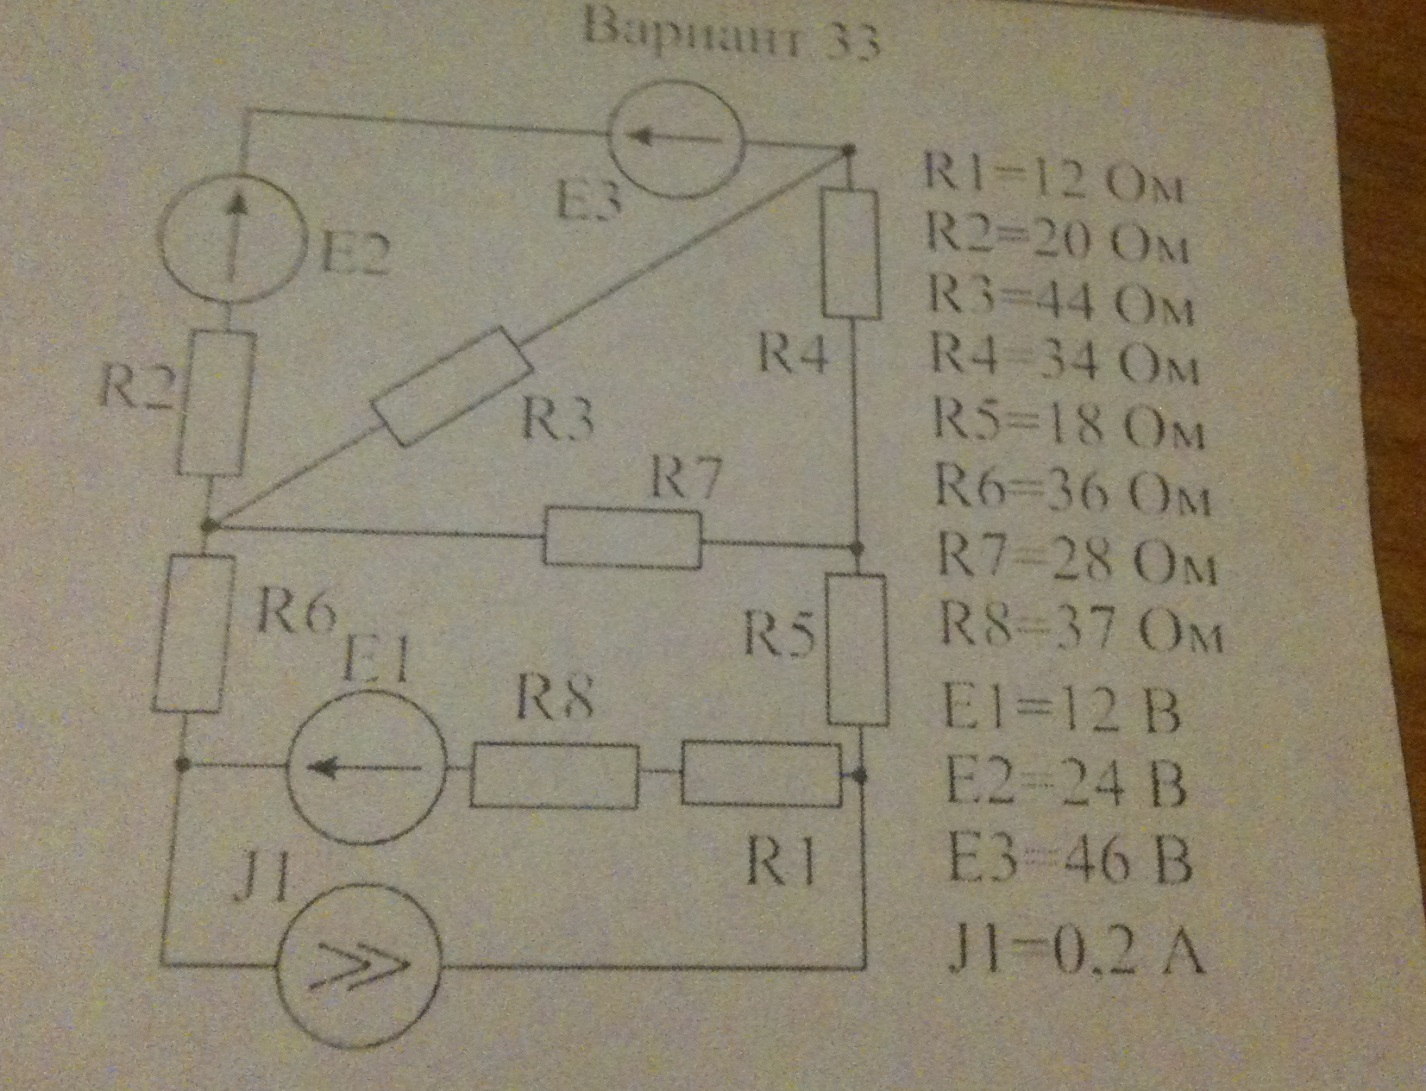 Вариант 33
E3
E2
R2
R4
R3
R7
R6
E1
R8
R5
J1
R1
R1=12 Ом
R2=20 Ом
R3=44 Ом
R4=34 Ом
R5=18 Ом
R6=36 Ом
R7=28 Ом
R8=37 Ом
E1=12 В
E2=24 В
E3=46 В
J1=0,2 А